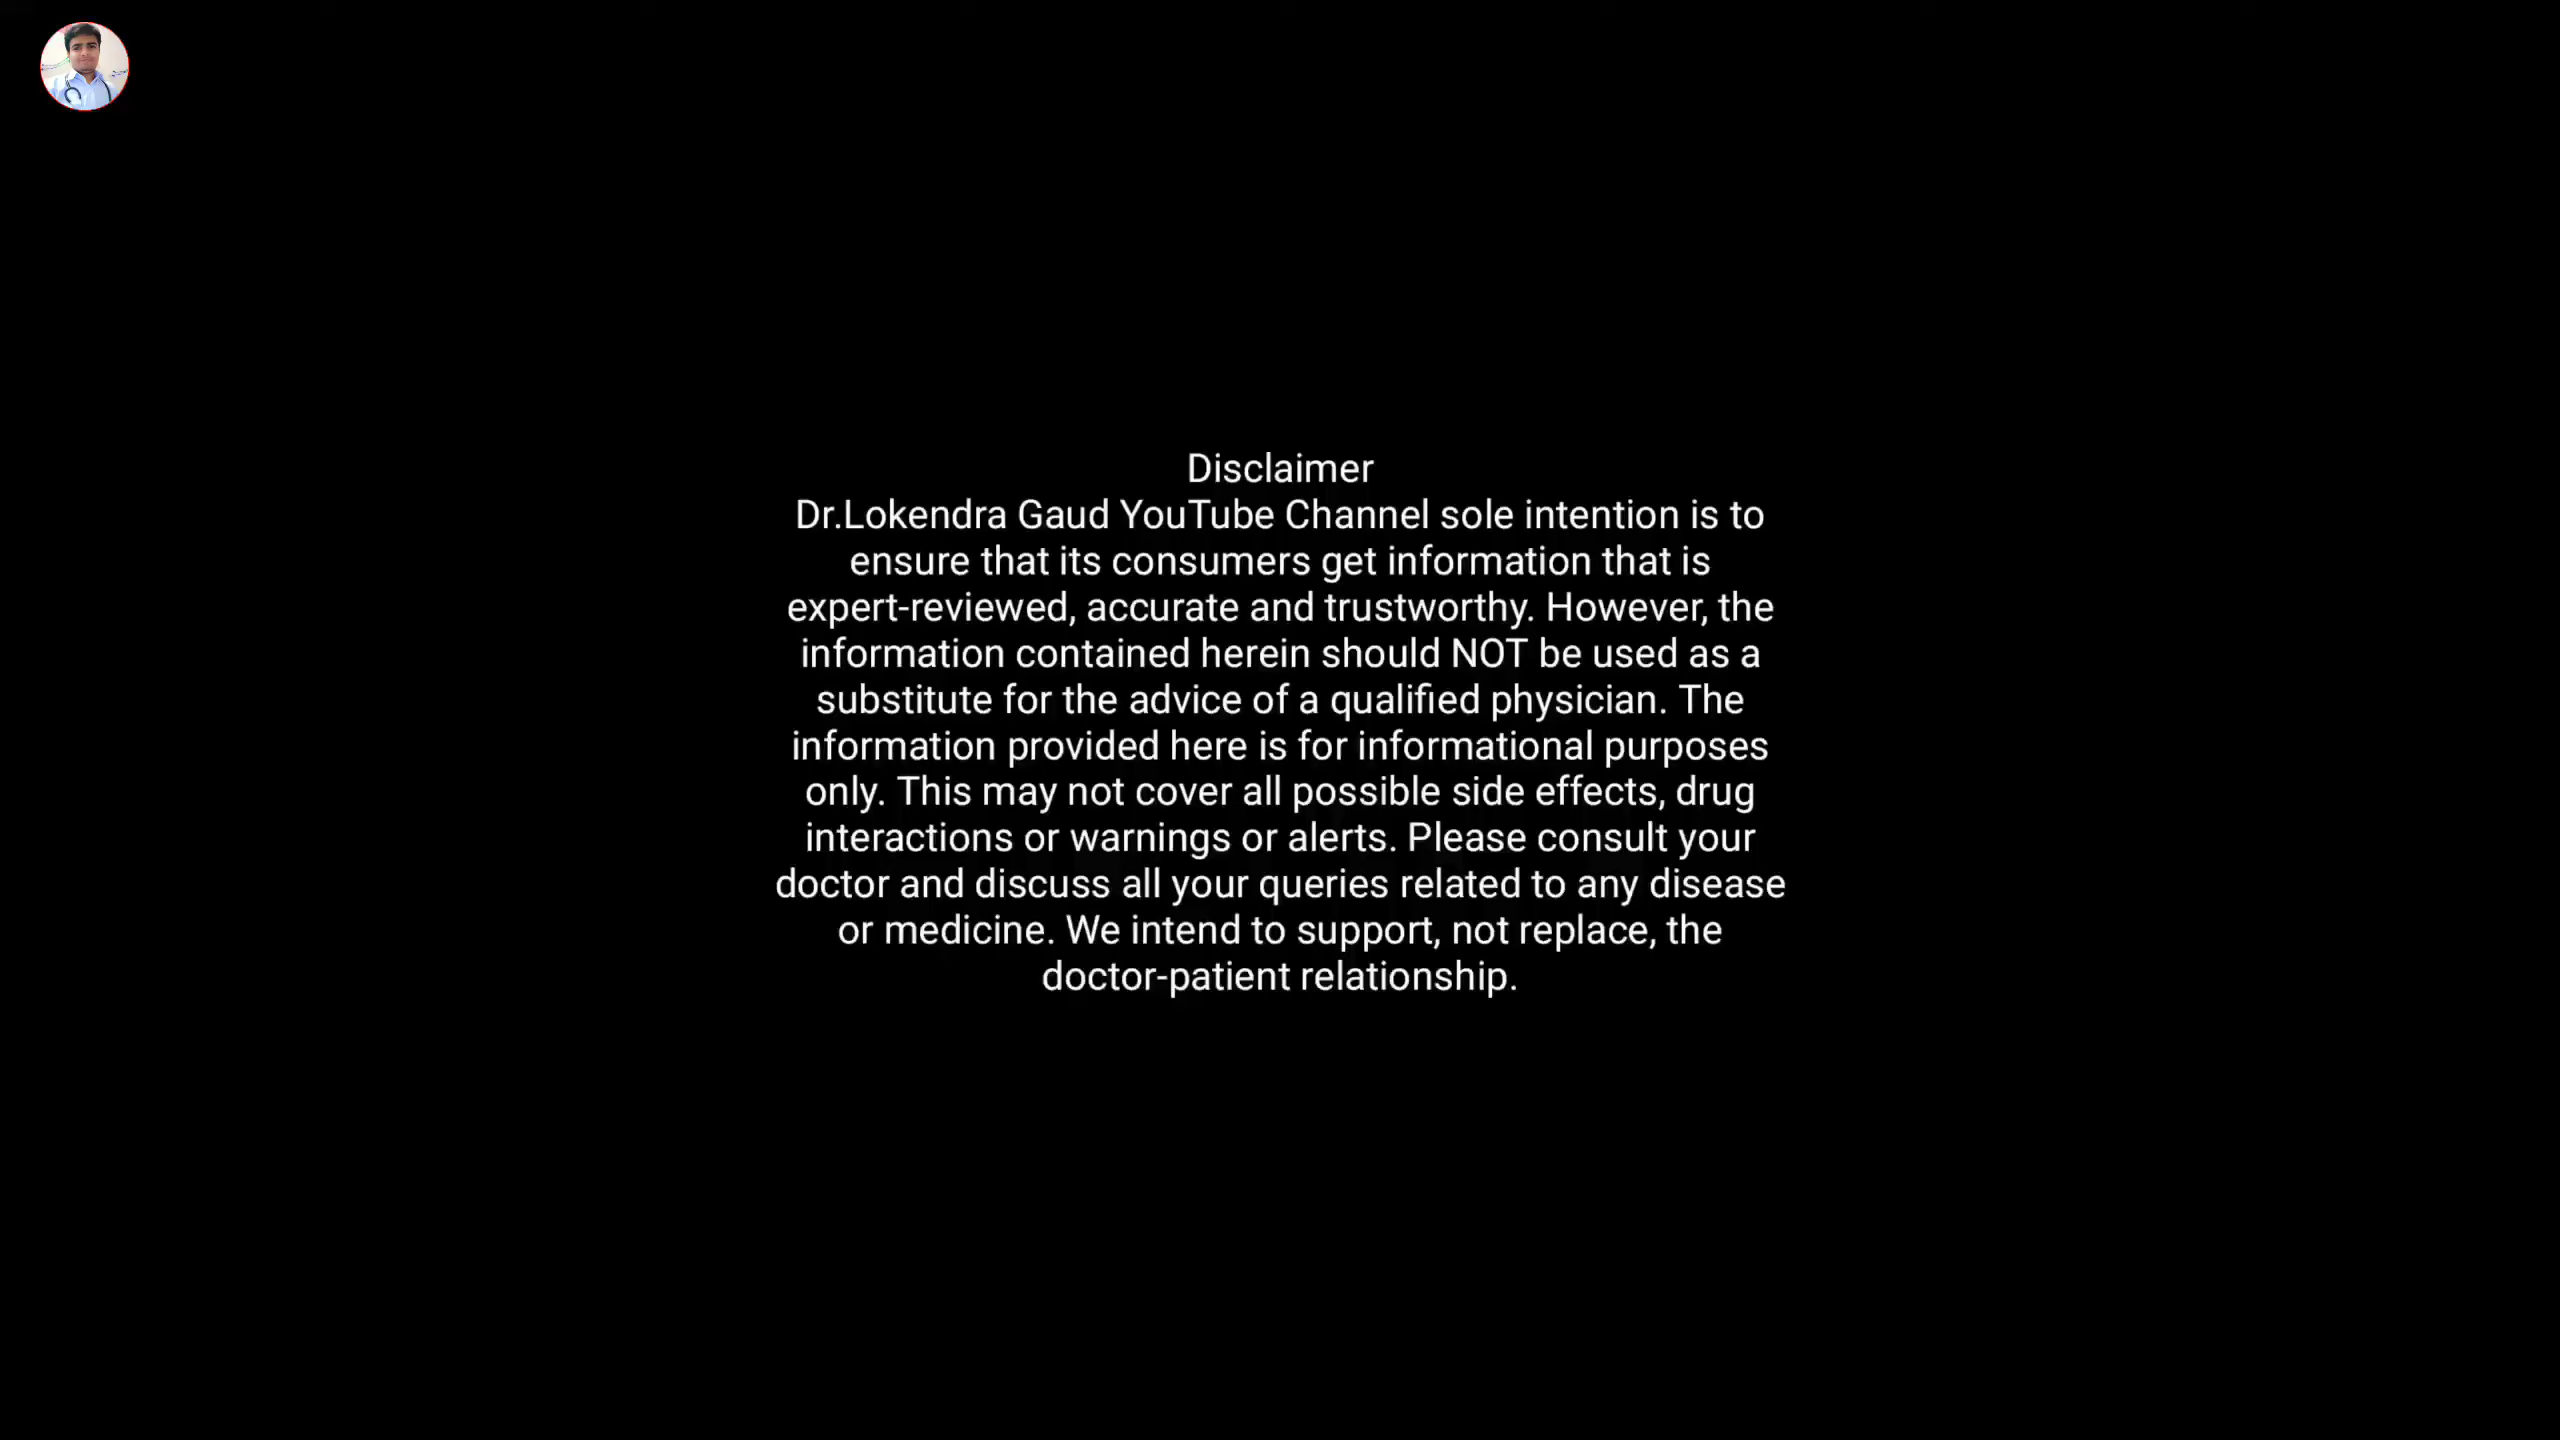 Disclaimer
Dr.Lokendra Gaud YouTube Channel sole intention is to
ensure that its consumers get information that is
expert-reviewed, accurate and trustworthy. However, the
information contained herein should NOT be used as a
substitute for the advice of a qualified physician. The
information provided here is for informational purposes
only. This may not cover all possible side effects, drug
interactions or warnings or alerts. Please consult your
doctor and discuss all your queries related to any disease
or medicine. We intend to support, not replace, the
doctor-patient relationship.